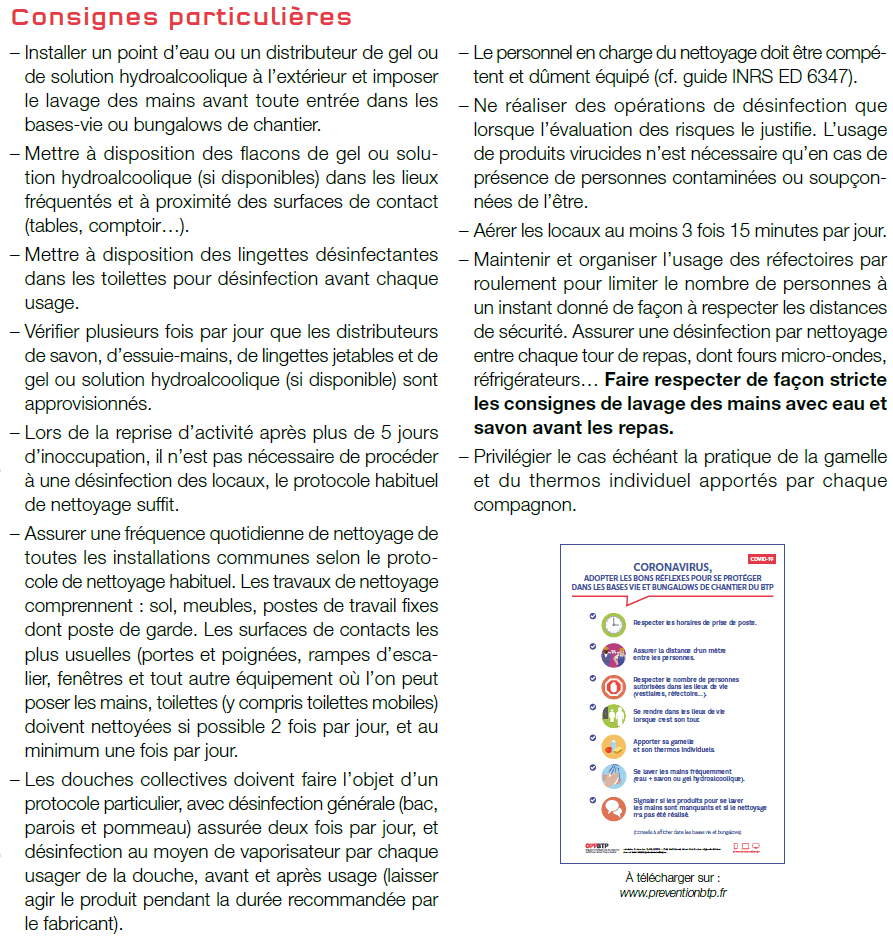 Consignes particulières
– Installer un point d'eau ou un distributeur de gel ou
de solution hydroalcoolique à l'extérieur et imposer
le lavage des mains avant toute entrée dans les
bases-vie ou bungalows de chantier.
– Mettre à disposition des flacons de gel ou solu-
tion hydroalcoolique (si disponibles) dans les lieux
fréquentés et à proximité des surfaces de contact
(tables, comptoir…).
– Mettre à disposition des lingettes désinfectantes
dans les toilettes pour désinfection avant chaque
usage.
– Vérifier plusieurs fois par jour que les distributeurs
de savon, d'essuie-mains, de lingettes jetables et de
gel ou solution hydroalcoolique (si disponible) sont
approvisionnés.
– Lors de la reprise d'activité après plus de 5 jours
d'inoccupation, il n'est pas nécessaire de procéder
à une désinfection des locaux, le protocole habituel
de nettoyage suffit.
– Assurer une fréquence quotidienne de nettoyage de
toutes les installations communes selon le proto-
cole de nettoyage habituel. Les travaux de nettoyage
comprennent : sol, meubles, postes de travail fixes
dont poste de garde. Les surfaces de contacts les
plus usuelles (portes et poignées, rampes d'esca-
lier, fenêtres et tout autre équipement où l'on peut
poser les mains, toilettes (y compris toilettes mobiles)
doivent nettoyées si possible 2 fois par jour, et au
minimum une fois par jour.
– Les douches collectives doivent faire l'objet d'un
protocole particulier, avec désinfection générale (bac,
parois et pommeau) assurée deux fois par jour, et
désinfection au moyen de vaporisateur par chaque
usager de la douche, avant et après usage (laisser
agir le produit pendant la durée recommandée par
le fabricant).
– Le personnel en charge du nettoyage doit être compé-
tent et dûment équipé (cf. guide INRS ED 6347).
– Ne réaliser des opérations de désinfection que
lorsque l'évaluation des risques le justifie. L'usage
de produits virucides n'est nécessaire qu'en cas de
présence de personnes contaminées ou soupçon-
nées de l'être.
– Aérer les locaux au moins 3 fois 15 minutes par jour.
– Maintenir et organiser l'usage des réfectoires par
roulement pour limiter le nombre de personnes à
un instant donné de façon à respecter les distances
de sécurité. Assurer une désinfection par nettoyage
entre chaque tour de repas, dont fours micro-ondes,
réfrigérateurs… Faire respecter de façon stricte
les consignes de lavage des mains avec eau et
savon avant les repas.
– Privilégier le cas échéant la pratique de la gamelle
et du thermos individuel apportés par chaque
compagnon.
COVID-19
CORONAVIRUS,
ADOPTER LES BONS RÉFLEXES POUR SE PROTÉGER
DANS LES BASES VIE ET BUNGALOWS DE CHANTIER DU BTP
Respecter les horaires de prise de poste.
Assurer la distance d'un mètre
entre les personnes.
Respecter le nombre de personnes
autorisées dans les lieux de vie
(vestiaires, réfectoire...).
Se rendre dans les lieux de vie
lorsque c'est son tour.
Apporter sa gamelle
et son thermos individuels.
Se laver les mains fréquemment
(eau + savon ou gel hydroalcoolique).
Signaler si les produits pour se laver
les mains sont manquants et si le nettoyage
n'a pas été réalisé.
(Conseils à afficher dans les bases vie et bungalows)
OPPBTP
À télécharger sur :
www.preventionbtp.fr